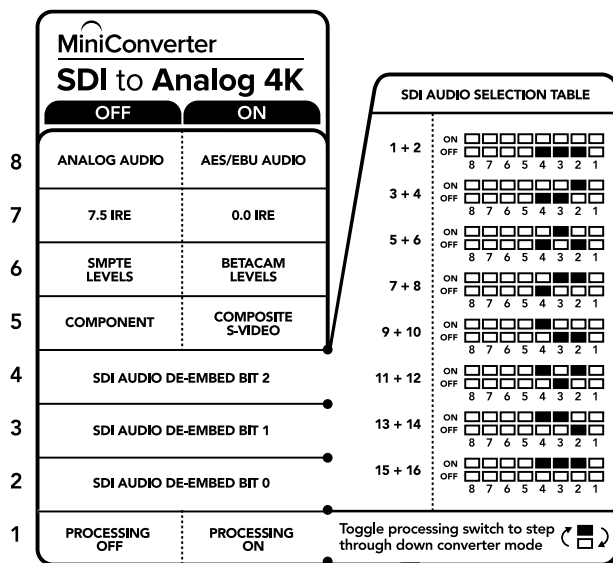 MiniConverter
SDI to Analog 4K
OFF ON
8 ANALOG AUDIO AES/EBU AUDIO
7 7.5 IRE 0.0 IRE
6 SMPTE LEVELS BETACAM LEVELS
5 COMPONENT COMPOSITE S-VIDEO
4 SDI AUDIO DE-EMBED BIT 2
3 SDI AUDIO DE-EMBED BIT 1
2 SDI AUDIO DE-EMBED BIT 0
1 PROCESSING OFF PROCESSING ON
SDI AUDIO SELECTION TABLE
1 + 2 ON
OFF
8 7 6 5 4 3 2 1
3 + 4 ON
OFF
8 7 6 5 4 3 2 1
5 + 6 ON
OFF
8 7 6 5 4 3 2 1
7 + 8 ON
OFF
8 7 6 5 4 3 2 1
9 + 10 ON
OFF
8 7 6 5 4 3 2 1
11 + 12 ON
OFF
8 7 6 5 4 3 2 1
13 + 14 ON
OFF
8 7 6 5 4 3 2 1
15 + 16 ON
OFF
8 7 6 5 4 3 2 1
Toggle processing switch to step
through down converter mode